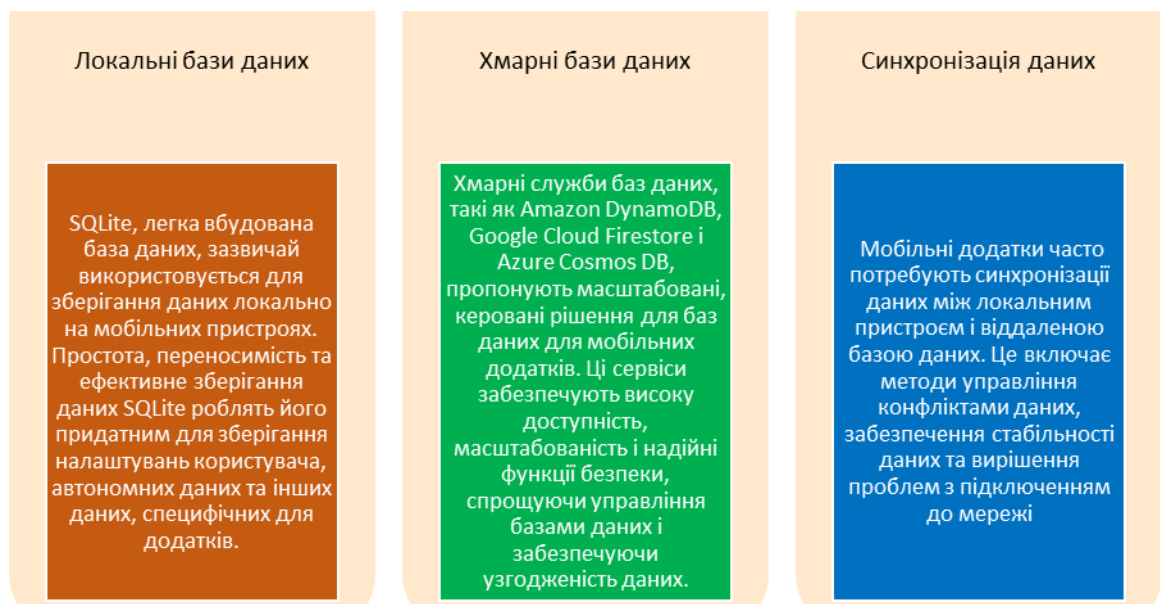 Локальні бази даних
SQLite, легка вбудована
база даних, зазвичай
використовується для
зберігання даних локально
на мобільних пристроях.
Простота, переносимість та
ефективне зберігання
даних SQLite роблять його
придатним для зберігання
налаштувань користувача,
автономних даних та інших
даних, специфічних для
додатків.
Хмарні бази даних
Хмарні служби баз даних,
такі як Amazon DynamoDB,
Google Cloud Firestore і
Azure Cosmos DB,
пропонують масштабовані,
керовані рішення для баз
даних для мобільних
додатків. Ці сервіси
забезпечують високу
доступність,
масштабованість і надійні
функції безпеки,
спрощуючи управління
базами даних і
забезпечуючи
узгодженість даних.
Синхронізація даних
Мобільні додатки часто
потребують синхронізації
даних між локальним
пристроєм і віддаленою
базою даних. Це включає
методи управління
конфліктами даних,
забезпечення стабільності
даних та вирішення
проблем з підключенням
до мережі